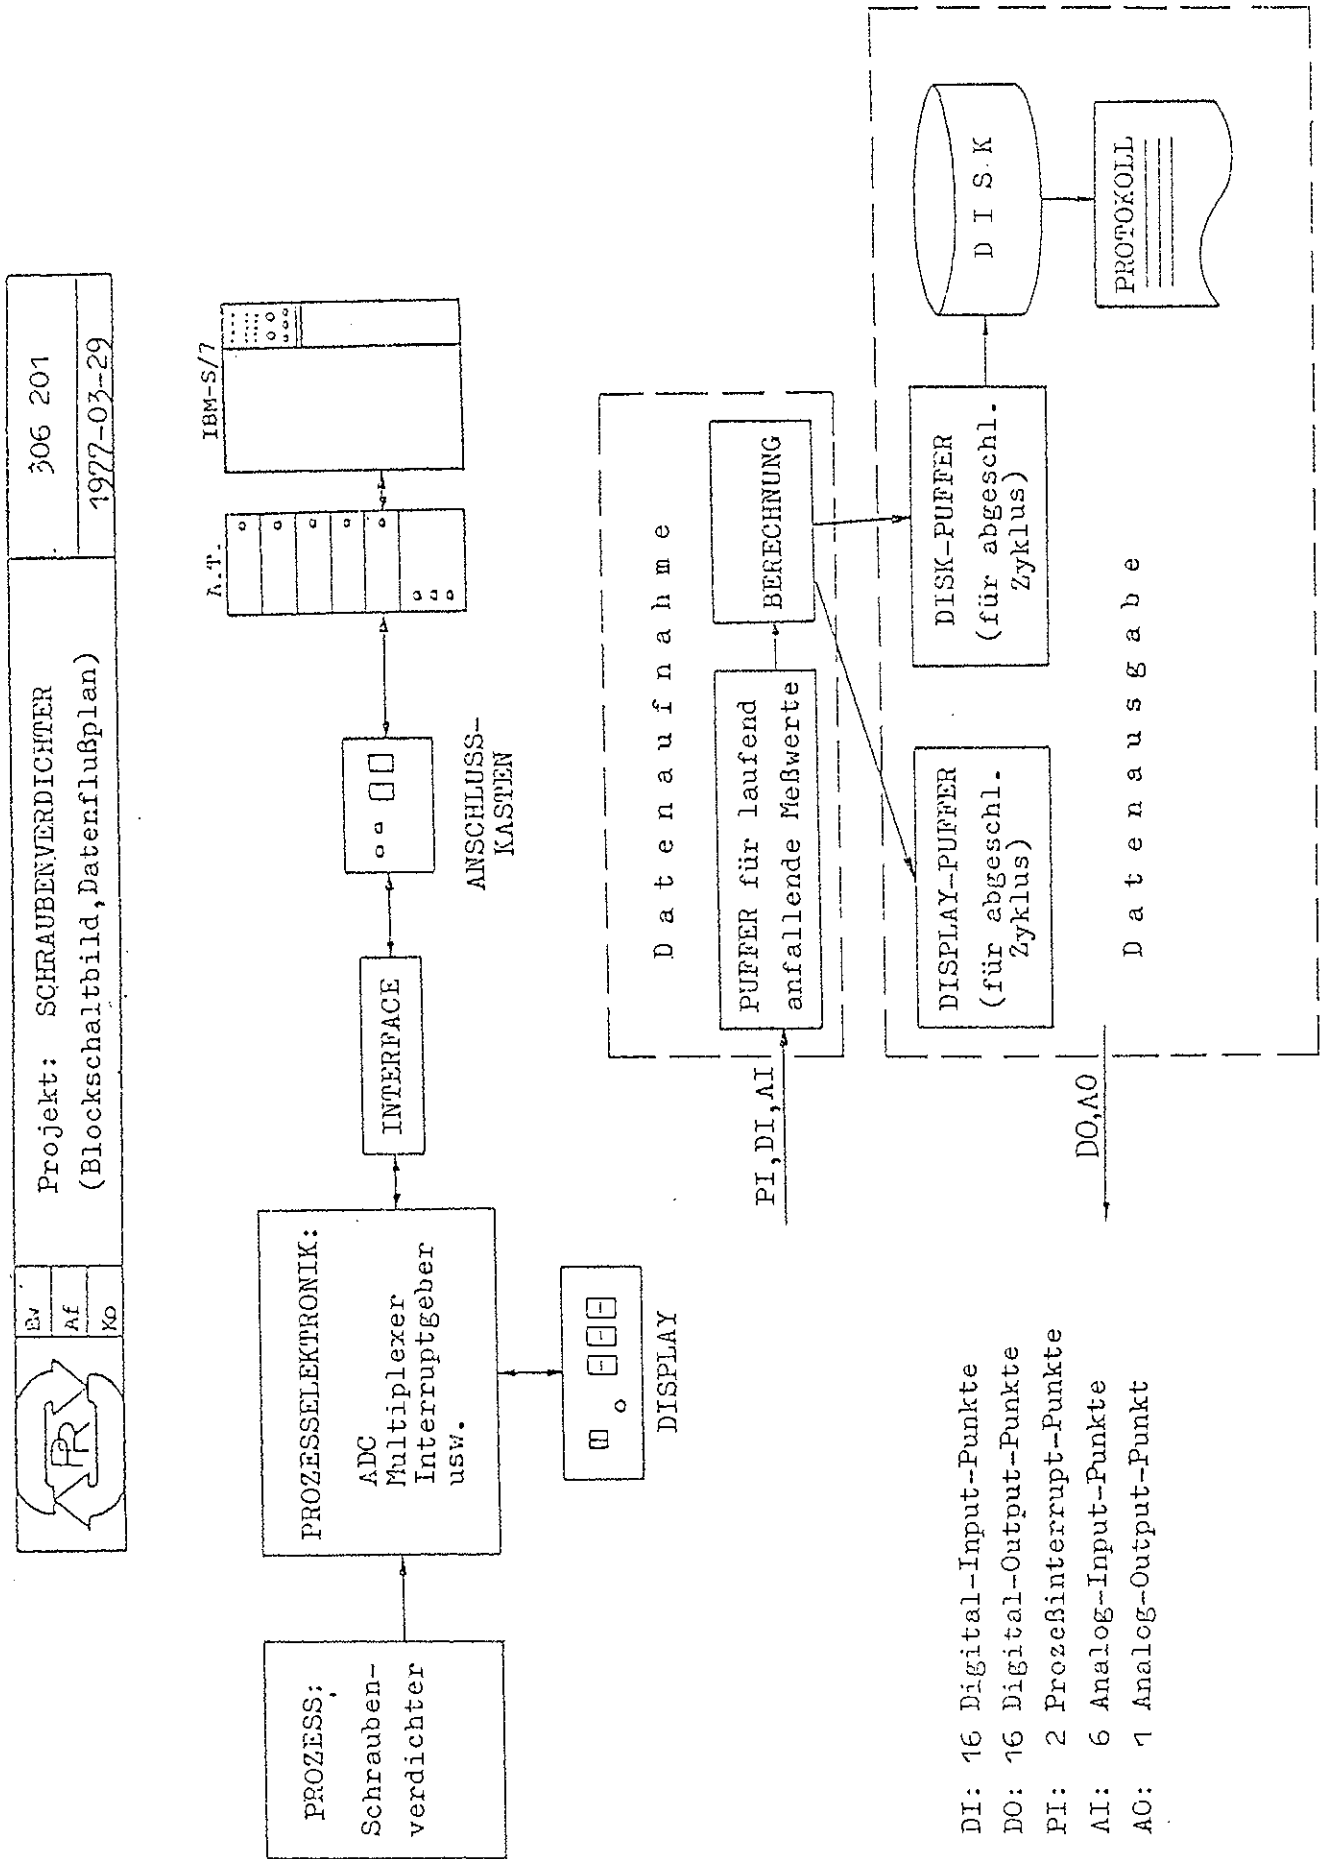 PR
Ev
Af
Ko
Projekt: SCHRAUBENVERDICHTER
(Blockschaltbild,Datenflußplan)
306 201
1977-03-29
PROZESS:
Schrauben-
verdichter
PROZESSELEKTRONIK:
ADC
Multiplexer
Interruptgeber
usw.
DISPLAY
INTERFACE
ANSCHLUSS-
KASTEN
A.T.
IBM-S/7
PI,DI,AI
Datenaufnahme
PUFFER für laufend
anfallende Meßwerte
BERECHNUNG
DO,AO
DISPLAY-PUFFER
(für abgeschl.
Zyklus)
DISK-PUFFER
(für abgeschl.
Zyklus)
DISK
PROTOKOLL
Datenausgabe
DI: 16 Digital-Input-Punkte
DO: 16 Digital-Output-Punkte
PI: 2 Prozeßinterrupt-Punkte
AI: 6 Analog-Input-Punkte
AO: 1 Analog-Output-Punkt